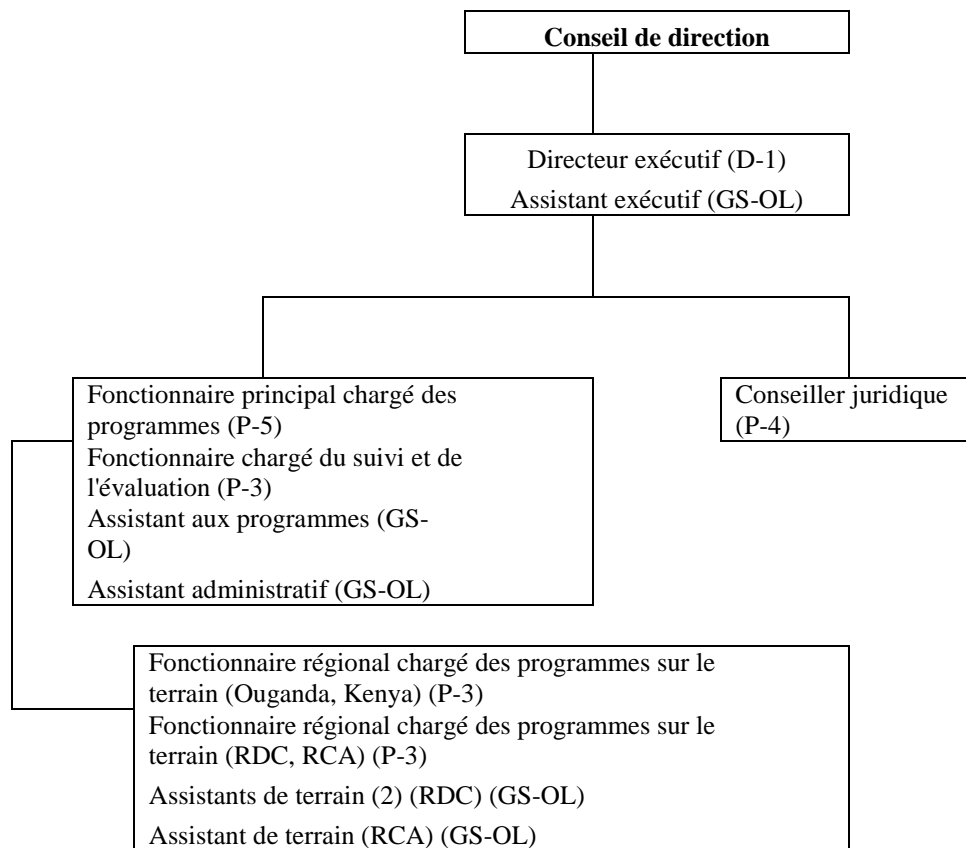 Conseil de direction
Directeur exécutif (D-1)
Assistant exécutif (GS-OL)
Fonctionnaire principal chargé des
programmes (P-5)
Fonctionnaire chargé du suivi et de
l'évaluation (P-3)
Assistant aux programmes (GS-
OL)
Assistant administratif (GS-OL)
Conseiller juridique
(P-4)
Fonctionnaire régional chargé des programmes sur le
terrain (Ouganda, Kenya) (P-3)
Fonctionnaire régional chargé des programmes sur le
terrain (RDC, RCA) (P-3)
Assistants de terrain (2) (RDC) (GS-OL)
Assistant de terrain (RCA) (GS-OL)